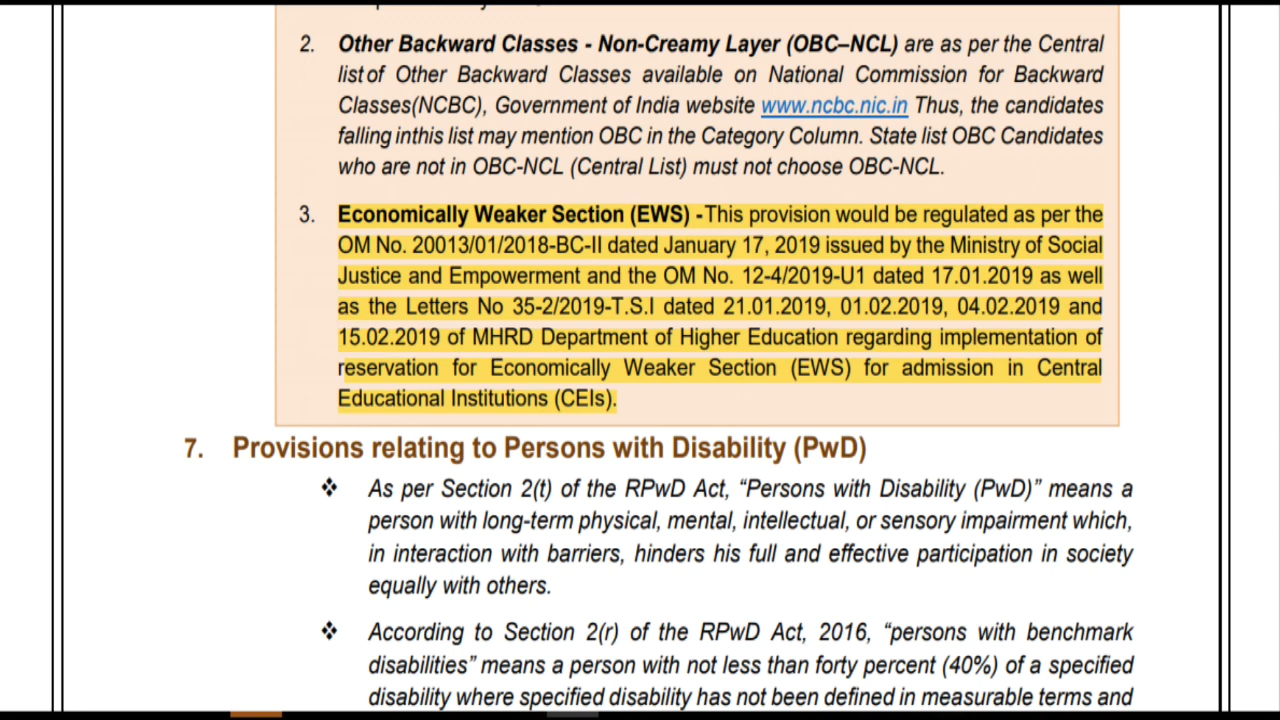 2. Other Backward Classes - Non-Creamy Layer (OBC–NCL) are as per the Central
list of Other Backward Classes available on National Commission for Backward
Classes(NCBC), Government of India website www.ncbc.nic.in Thus, the candidates
falling inthis list may mention OBC in the Category Column. State list OBC Candidates
who are not in OBC-NCL (Central List) must not choose OBC-NCL.
3. Economically Weaker Section (EWS) -This provision would be regulated as per the
OM No. 20013/01/2018-BC-II dated January 17, 2019 issued by the Ministry of Social
Justice and Empowerment and the OM No. 12-4/2019-U1 dated 17.01.2019 as well
as the Letters No 35-2/2019-T.S.I dated 21.01.2019, 01.02.2019, 04.02.2019 and
15.02.2019 of MHRD Department of Higher Education regarding implementation of
reservation for Economically Weaker Section (EWS) for admission in Central
Educational Institutions (CEIs).
7. Provisions relating to Persons with Disability (PwD)
❖ As per Section 2(t) of the RPwD Act, “Persons with Disability (PwD)” means a
person with long-term physical, mental, intellectual, or sensory impairment which,
in interaction with barriers, hinders his full and effective participation in society
equally with others.
❖ According to Section 2(r) of the RPwD Act, 2016, “persons with benchmark
disabilities” means a person with not less than forty percent (40%) of a specified
disability where specified disability has not been defined in measurable terms and